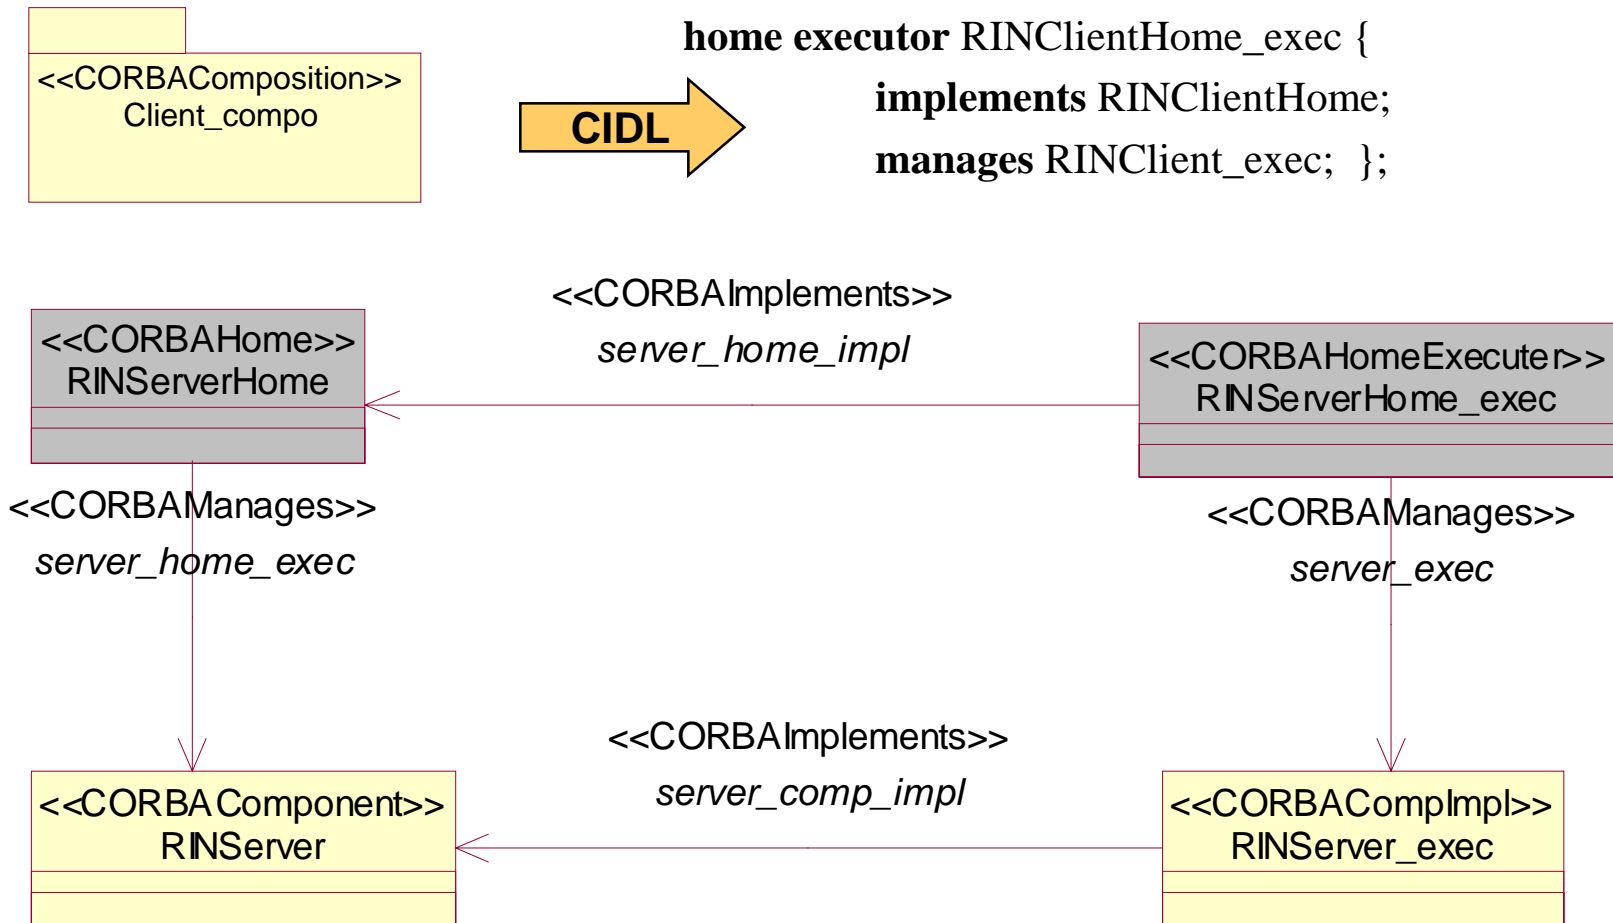 <<CORBAComposition>>
Client_compo
CIDL
home executor RINClientHome_exec {
implements RINClientHome;
manages RINClient_exec; };
<<CORBAImplements>>
server_home_impl
<<CORBAHome>>
RINServerHome
<<CORBAHomeExecuter>>
RINServerHome_exec
<<CORBAManages>>
server_home_exec
<<CORBAManages>>
server_exec
<<CORBAImplements>>
server_comp_impl
<<CORBAComponent>>
RINServer
<<CORBACompImpl>>
RINServer_exec